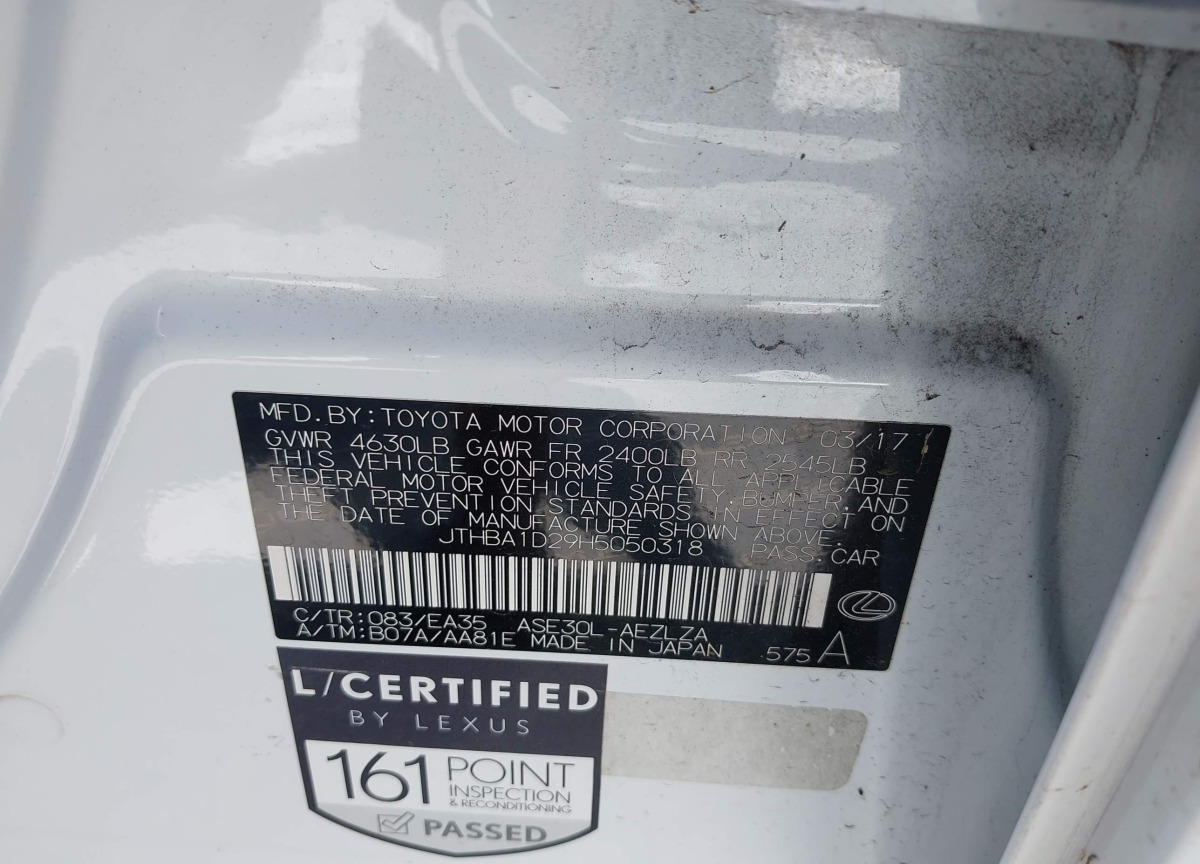 MFD. BY: TOYOTA MOTOR CORPORATION 03/17
GVWR 4630LB GAWR FR 2400LB RR 2545LB
THIS VEHICLE CONFORMS TO ALL APPLICABLE
FEDERAL MOTOR VEHICLE SAFETY, BUMPER, AND
THEFT PREVENTION STANDARDS IN EFFECT ON
THE DATE OF MANUFACTURE SHOWN ABOVE.
JTHBA1D29H5050318 PASS. CAR
C/TR: 083/EA35 ASE30L-AEZLZA
A/TM: B07A/AA81E MADE IN JAPAN 575 A
L/CERTIFIED
BY LEXUS
161 POINT
INSPECTION
& RECONDITIONING
PASSED